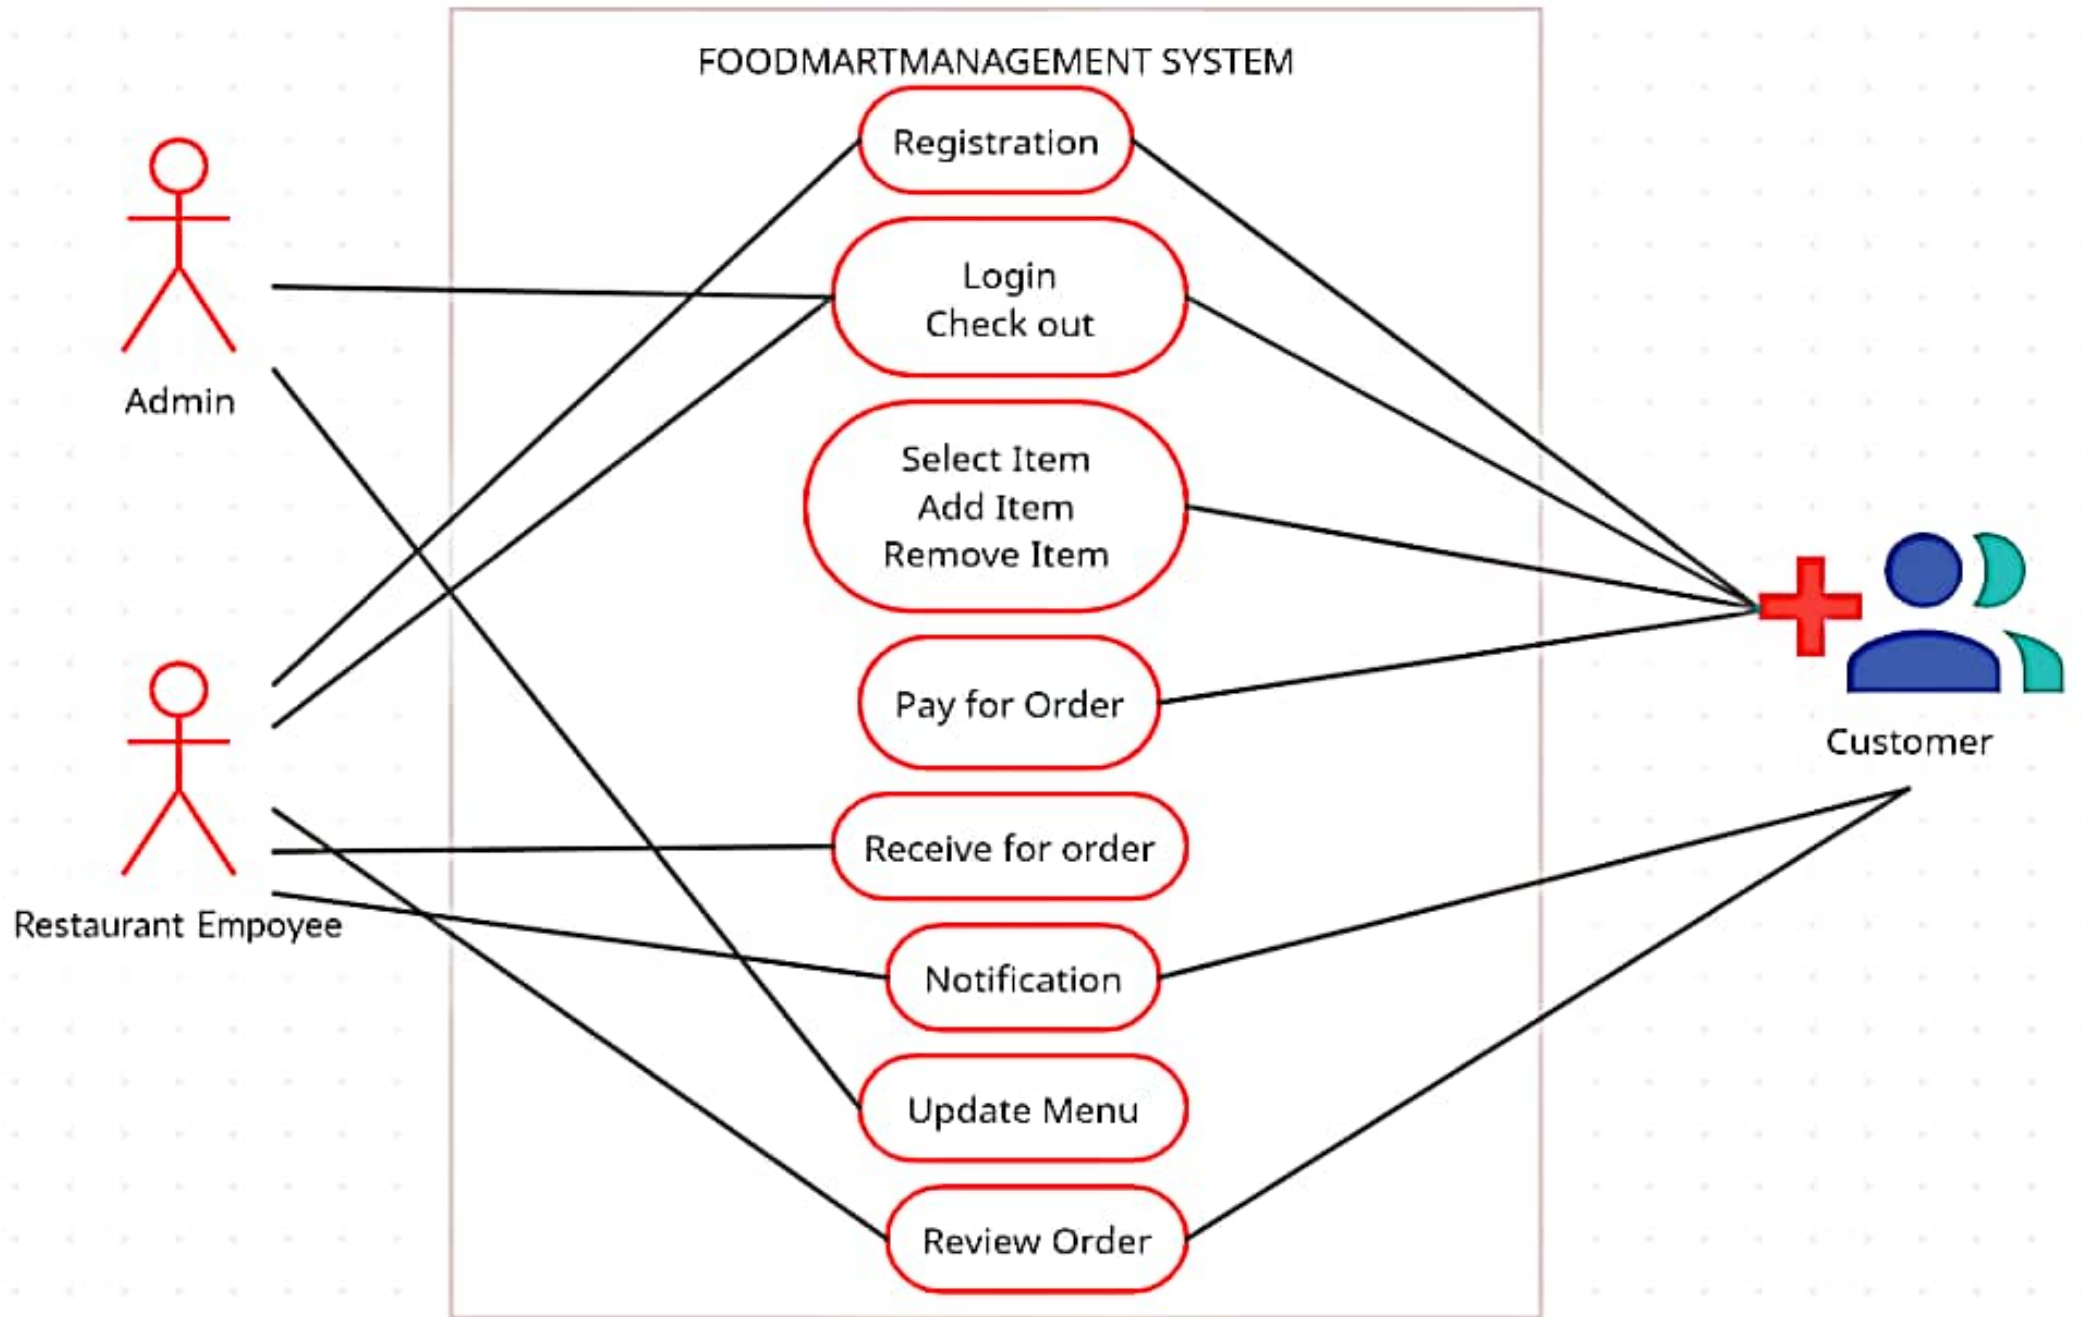 FOODMARTMANAGEMENT SYSTEM
Registration
Login
Check out
Admin
Select Item
Add Item
Remove Item
Pay for Order
Customer
Receive for order
Restaurant Empoyee
Notification
Update Menu
Review Order